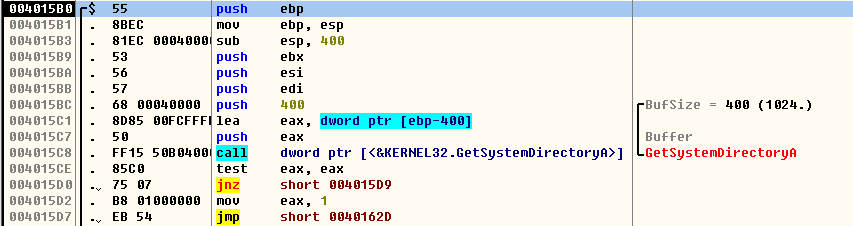 004015B0 $ 55 push ebp
004015B1 . 8BEC mov ebp, esp
004015B3 . 81EC 00040000 sub esp, 400
004015B9 . 53 push ebx
004015BA . 56 push esi
004015BB . 57 push edi
004015BC . 68 00040000 push 400 BufSize = 400 (1024.)
004015C1 . 8D85 00FCFFFF lea eax, dword ptr [ebp-400]
004015C7 . 50 push eax Buffer
004015C8 . FF15 50B0400 call dword ptr [<&KERNEL32.GetSystemDirectoryA>] GetSystemDirectoryA
004015CE . 85C0 test eax, eax
004015D0 . 75 07 jnz short 004015D9
004015D2 . B8 01000000 mov eax, 1
004015D7 . EB 54 jmp short 0040162D